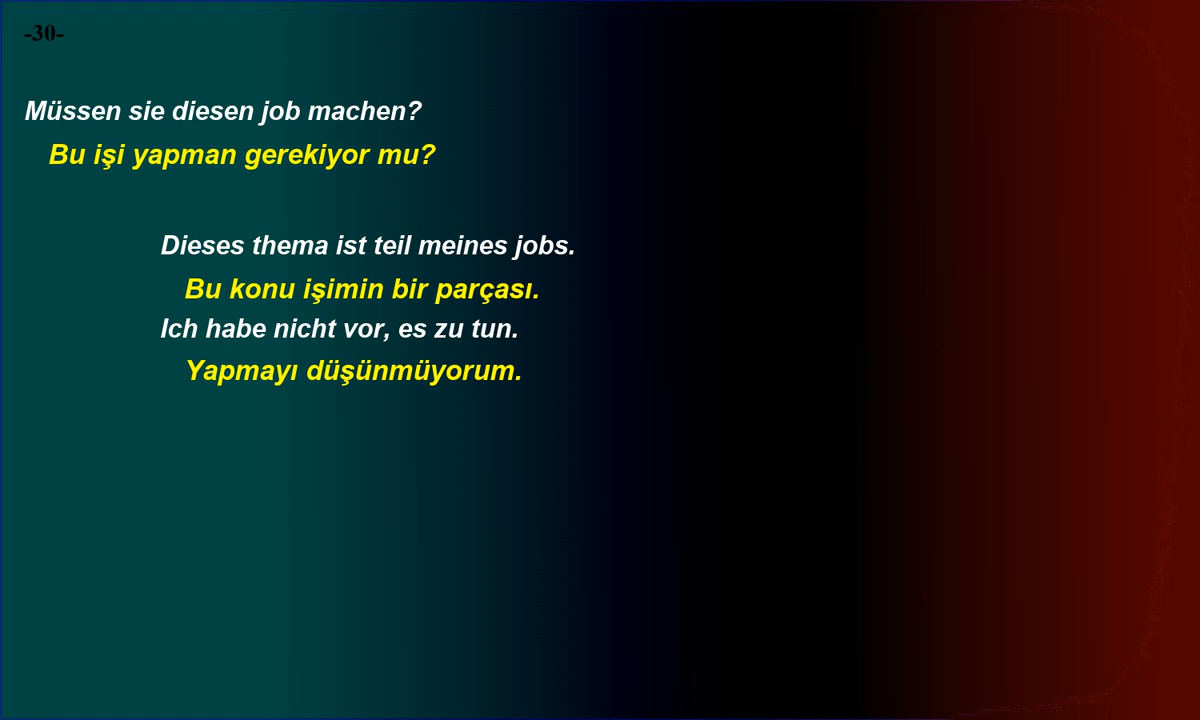 -30-
Müssen sie diesen job machen?
Bu işi yapman gerekiyor mu?
Dieses thema ist teil meines jobs.
Bu konu işimin bir parçası.
Ich habe nicht vor, es zu tun.
Yapmayı düşünmüyorum.